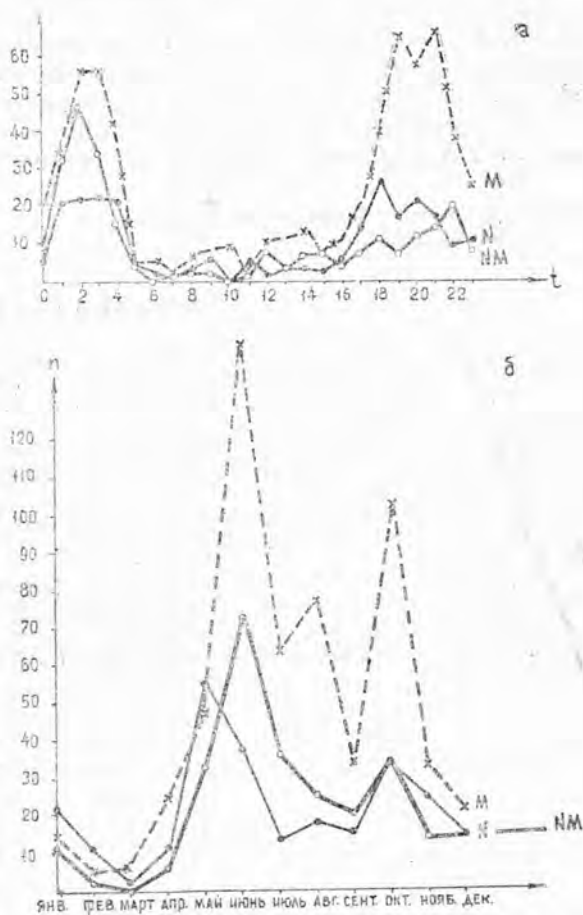 а
60
50
40
30
20
10
0 2 4 6 8 10 12 14 16 18 20 22 t
M
N
NM
n
б
120
110
100
90
80
70
60
50
40
30
20
10
M
N
NM
ЯНВ. ФЕВ. МАРТ АПР. МАЙ ИЮНЬ ИЮЛЬ АВГ. СЕНТ. ОКТ. НОЯБ. ДЕК.